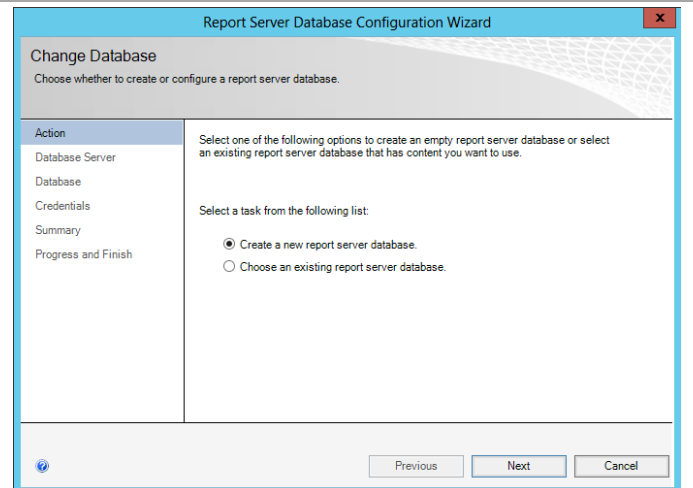 Report Server Database Configuration Wizard
x
Change Database
Choose whether to create or configure a report server database.
Action
Database Server
Database
Credentials
Summary
Progress and Finish
Select one of the following options to create an empty report server database or select
an existing report server database that has content you want to use.
Select a task from the following list:
Create a new report server database.
Choose an existing report server database.
?
Previous
Next
Cancel